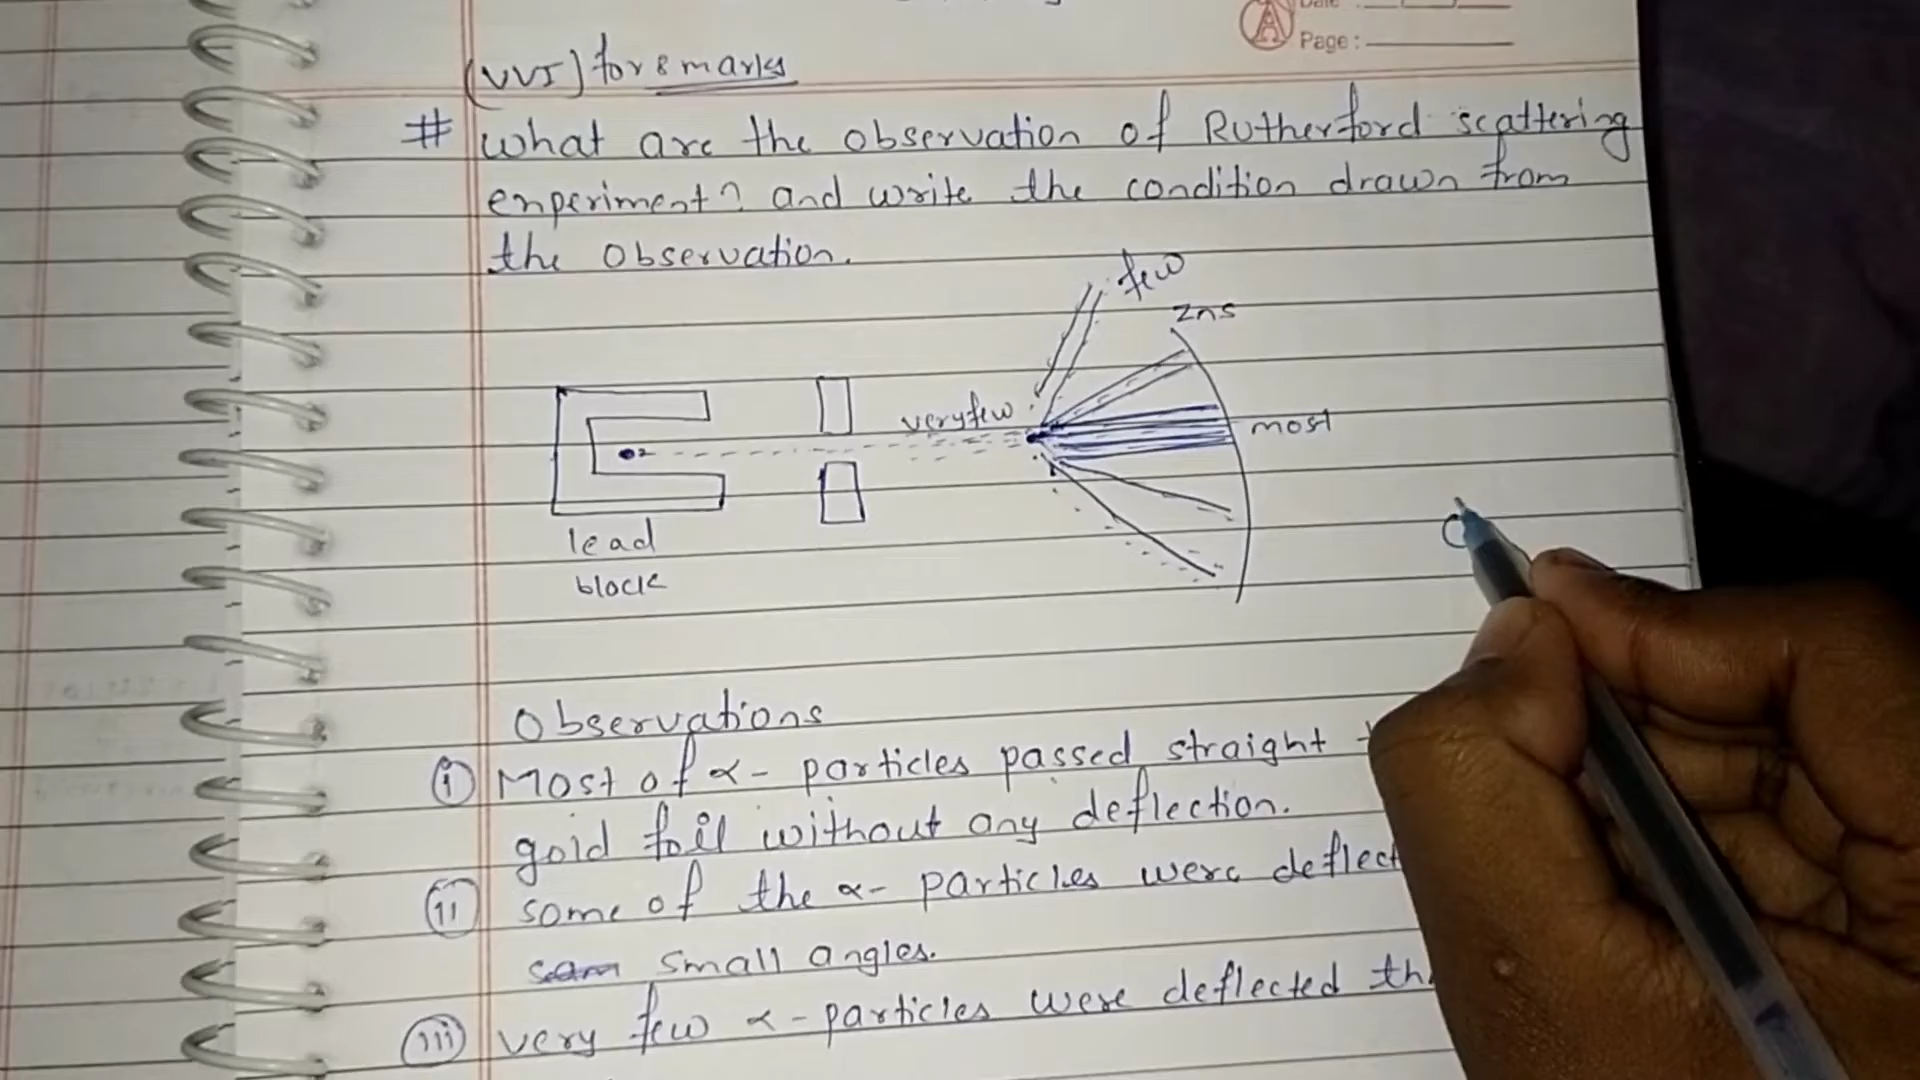 Date :
Page :
(VVI) for 8 marks
# what are the observation of Rutherford scattering
experiment? and write the condition drawn from
the observation.
few
zns
very few
most
lead
block
Observations
(i) Most of α- particles passed straight
gold foil without any deflection.
(ii) some of the α- particles were deflect
small angles.
(iii) very few α- particles were deflected